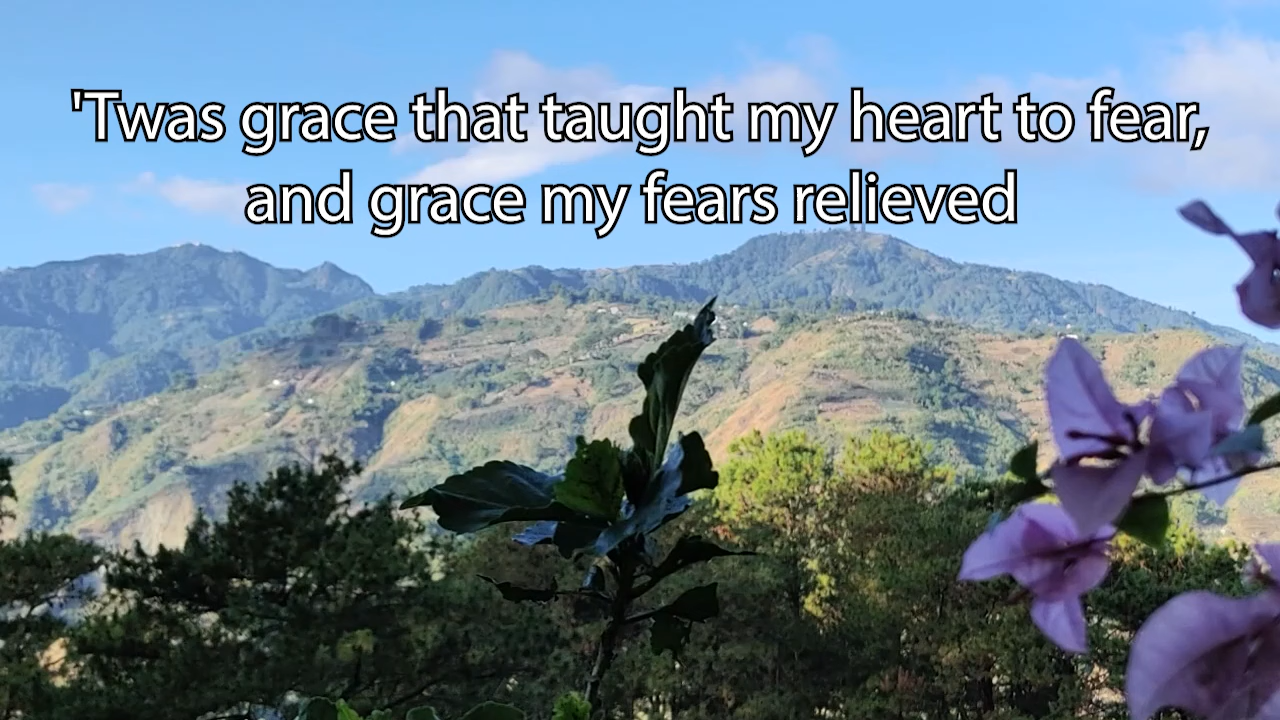 'Twas grace that taught my heart to fear,
and grace my fears relieved